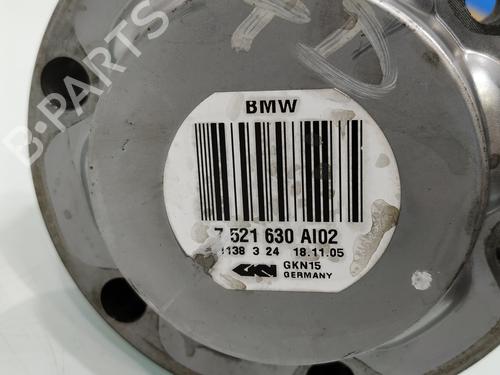 B-PARTS
BMW
7 521 630 AI02
1138 3 24 18.11.05
GKN GKN15
GERMANY